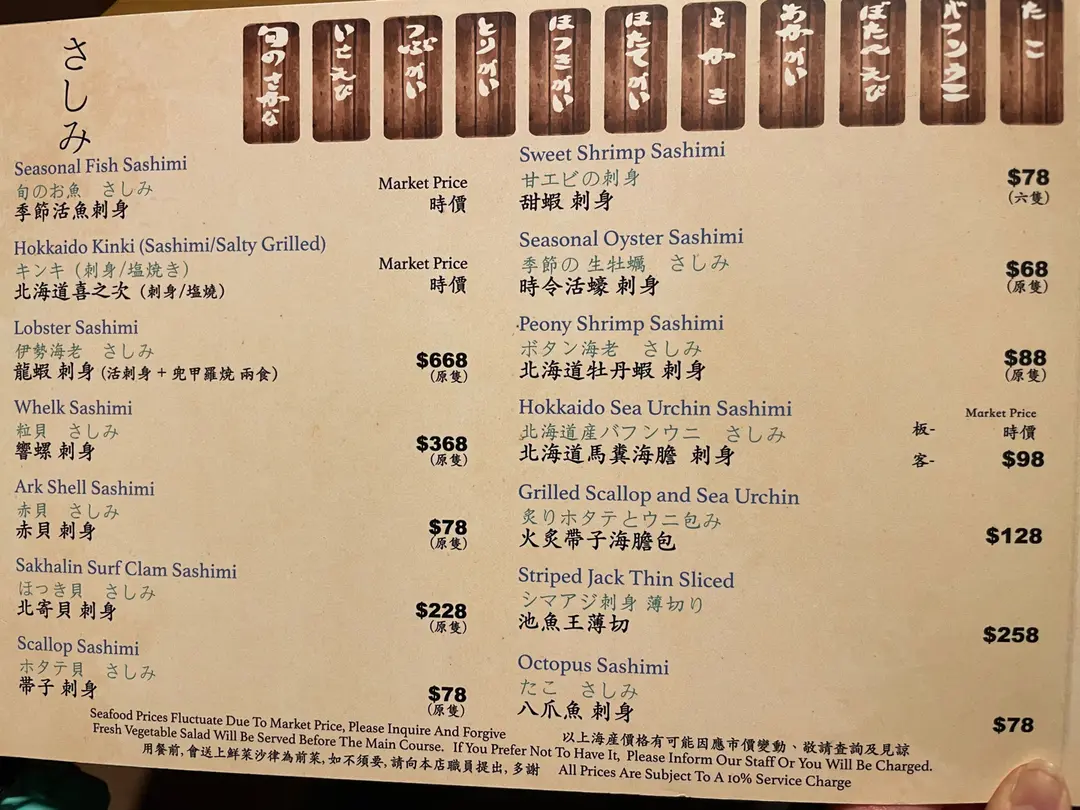 さしみ
旬のさかな
いせえび
つぶがい
とりがい
ほっきがい
ほたてがい
よかき
あかがい
ぼたんえび
バフンウニ
たこ
Seasonal Fish Sashimi
旬のお魚 さしみ
季節活魚刺身
Market Price
時價
Hokkaido Kinki (Sashimi/Salty Grilled)
キンキ (刺身/塩焼き)
北海道喜之次 (刺身/塩燒)
Market Price
時價
Lobster Sashimi
伊勢海老 さしみ
龍蝦 刺身 (活刺身 + 兜甲羅燒 兩食)
$668
(原隻)
Whelk Sashimi
粒貝 さしみ
響螺 刺身
$368
(原隻)
Ark Shell Sashimi
赤貝 さしみ
赤貝 刺身
$78
(原隻)
Sakhalin Surf Clam Sashimi
ほつき貝 さしみ
北寄貝 刺身
$228
(原隻)
Scallop Sashimi
ホタテ貝 さしみ
帶子 刺身
$78
(原隻)
Sweet Shrimp Sashimi
甘エビの刺身
甜蝦 刺身
$78
(六隻)
Seasonal Oyster Sashimi
季節の 生牡蠣 さしみ
時令活蠔 刺身
$68
(原隻)
Peony Shrimp Sashimi
ボタン海老 さしみ
北海道牡丹蝦 刺身
$88
(原隻)
Hokkaido Sea Urchin Sashimi
北海道産バフンウニ さしみ
北海道馬糞海膽 刺身
Market Price
板- 時價
客- $98
Grilled Scallop and Sea Urchin
炙りホタテとウニ包み
火炙帶子海膽包
$128
Striped Jack Thin Sliced
シマアジ刺身 薄切り
池魚王薄切
$258
Octopus Sashimi
たこ さしみ
八爪魚 刺身
$78
Seafood Prices Fluctuate Due To Market Price, Please Inquire And Forgive
以上海産價格有可能因應市價變動、敬請查詢及見諒
Fresh Vegetable Salad Will Be Served Before The Main Course. If You Prefer Not To Have It, Please Inform Our Staff Or You Will Be Charged.
用餐前, 會送上鮮菜沙律為前菜, 如不須要, 請向本店職員提出, 多謝
All Prices Are Subject To A 10% Service Charge